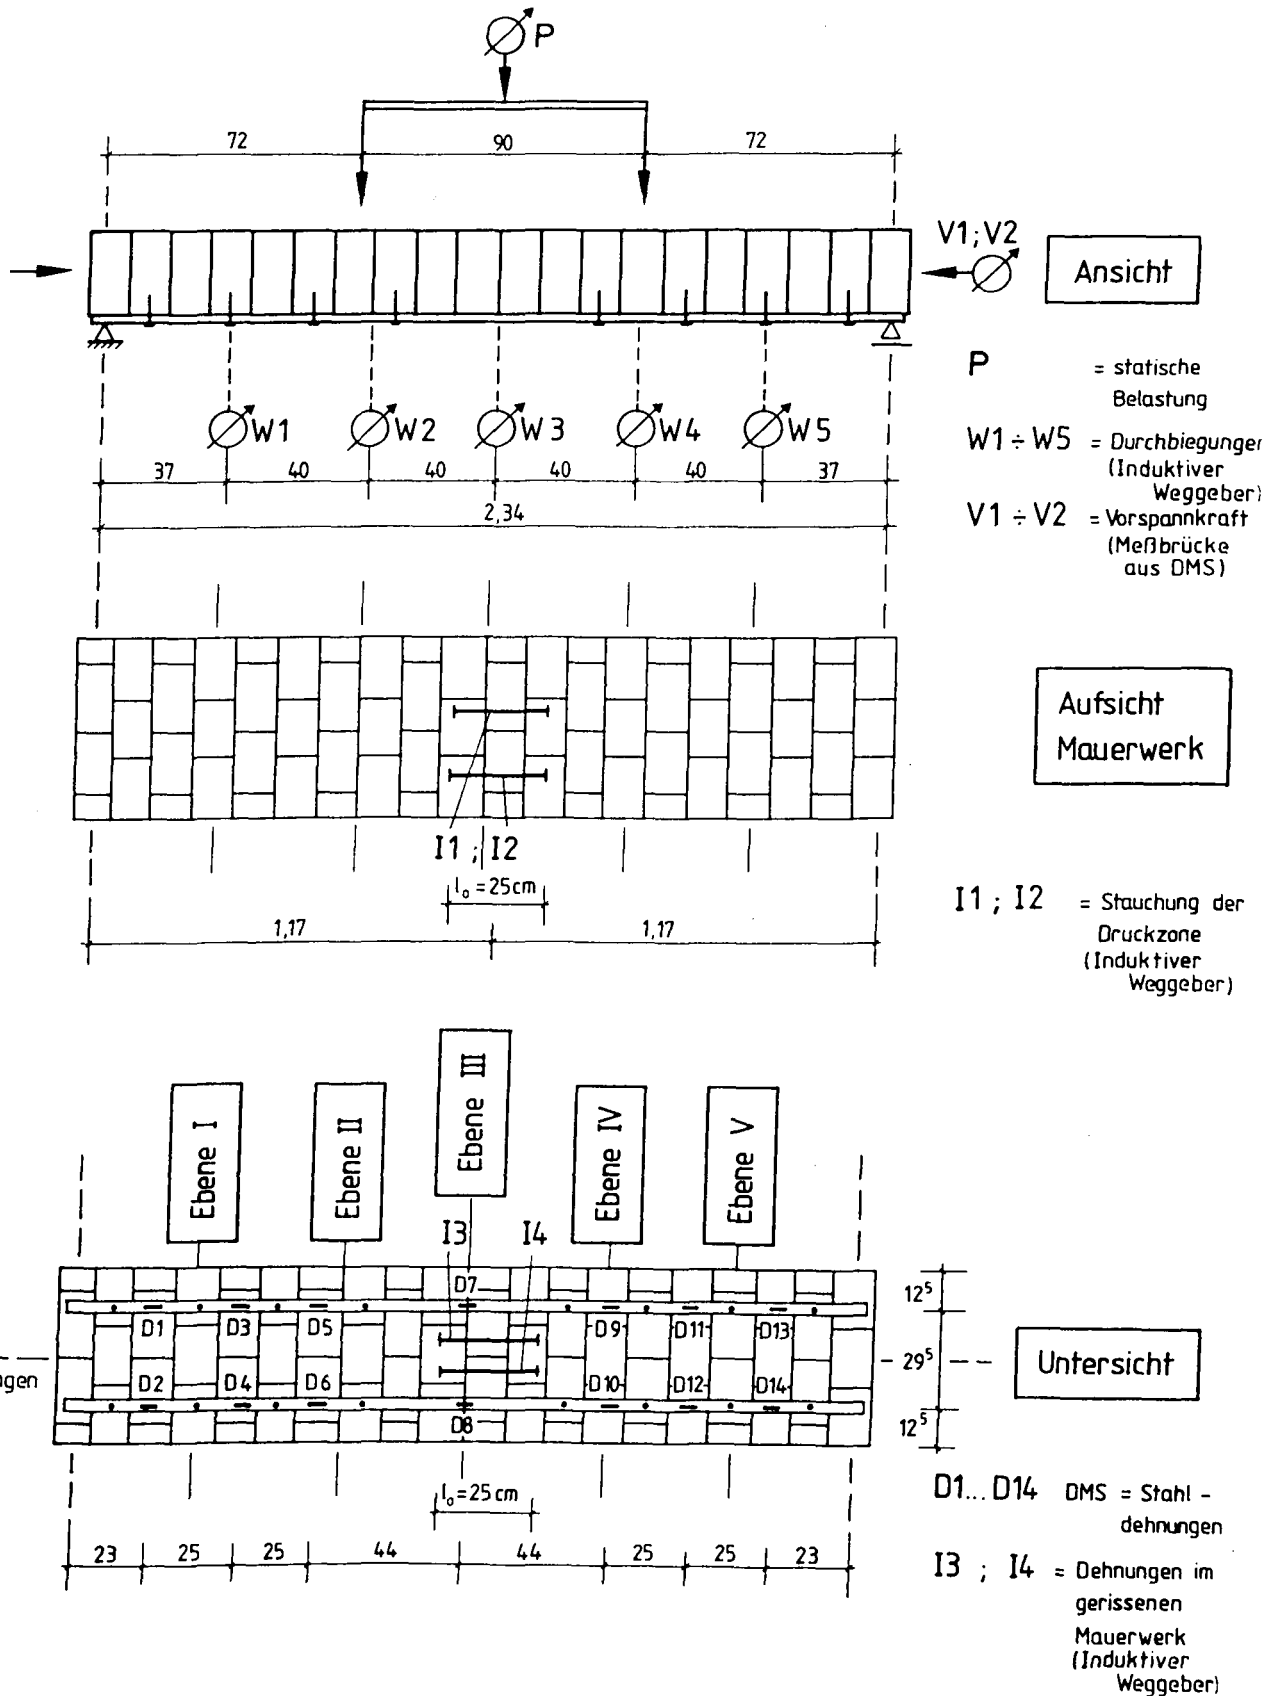 P
72 90 72
V1;V2
Ansicht
P = statische
Belastung
W1 W2 W3 W4 W5
W1 ÷ W5 = Durchbiegungen
(Induktiver
Weggeber)
37 40 40 40 40 37
2,34
V1 ÷ V2 = Vorspannkraft
(Meßbrücke
aus DMS)
Aufsicht
Mauerwerk
I1 ; I2
l₀ = 25cm
1,17 1,17
I1 ; I2 = Stauchung der
Druckzone
(Induktiver
Weggeber)
Ebene I
Ebene II
Ebene III
Ebene IV
Ebene V
I3 I4
D7
D1 D3 D5 D9 D11 D13
D2 D4 D6 D10 D12 D14
D8
12⁵
29⁵
12⁵
Untersicht
l₀=25cm
23 25 25 44 44 25 25 23
D1...D14 DMS = Stahl -
dehnungen
I3 ; I4 = Dehnungen im
gerissenen
Mauerwerk
(Induktiver
Weggeber)